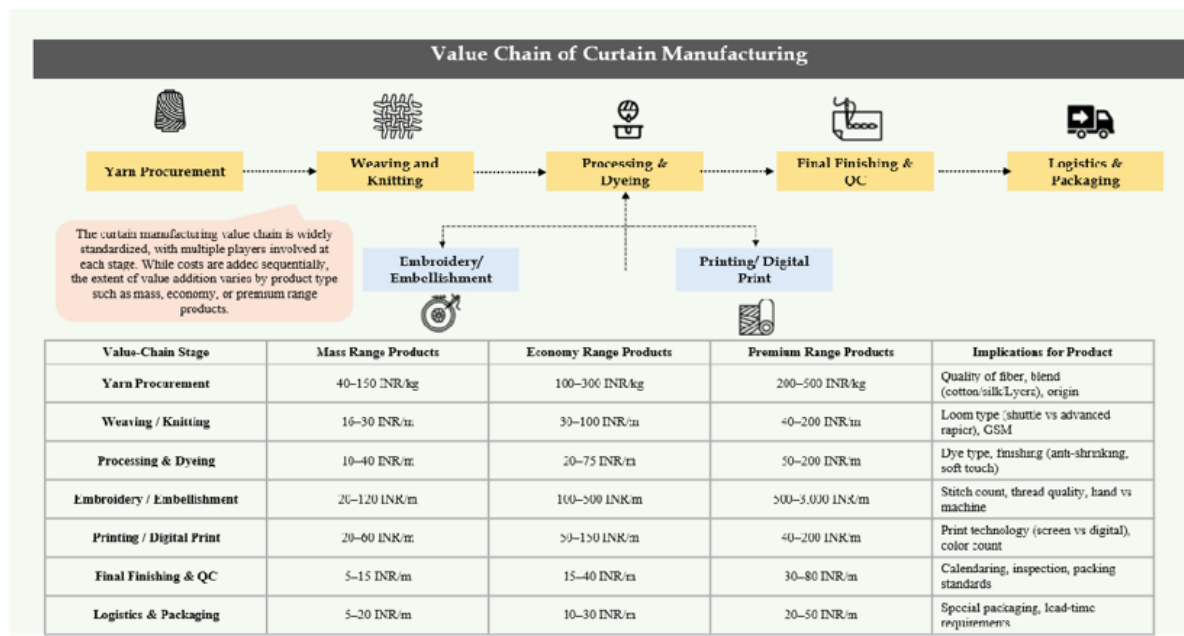 Value Chain of Curtain Manufacturing
Yarn Procurement
Weaving and
Knitting
Processing &
Dyeing
Final Finishing &
QC
Logistics &
Packaging
The curtain manufacturing value chain is widely
standardized, with multiple players involved at
each stage. While costs are added sequentially,
the extent of value addition varies by product type
such as mass, economy, or premium range
products.
Embroidery/
Embellishment
Printing/ Digital
Print
Value-Chain Stage
Mass Range Products
Economy Range Products
Premium Range Products
Implications for Product
Yarn Procurement
40–150 INR/kg
100–300 INR/kg
200–500 INR/kg
Quality of fiber, blend
(cotton/silk/Lycra), origin
Weaving / Knitting
16–30 INR/m
30–100 INR/m
40–200 INR/m
Loom type (shuttle vs advanced
rapier), GSM
Processing & Dyeing
10–40 INR/m
20–75 INR/m
50–200 INR/m
Dye type, finishing (anti-shrinking,
soft touch)
Embroidery / Embellishment
20–120 INR/m
100–500 INR/m
500–3,000 INR/m
Stitch count, thread quality, hand vs
machine
Printing / Digital Print
20–60 INR/m
50–150 INR/m
40–200 INR/m
Print technology (screen vs digital),
color count
Final Finishing & QC
5–15 INR/m
15–40 INR/m
30–80 INR/m
Calendaring, inspection, packing
standards
Logistics & Packaging
5–20 INR/m
10–30 INR/m
20–50 INR/m
Special packaging, lead-time
requirements